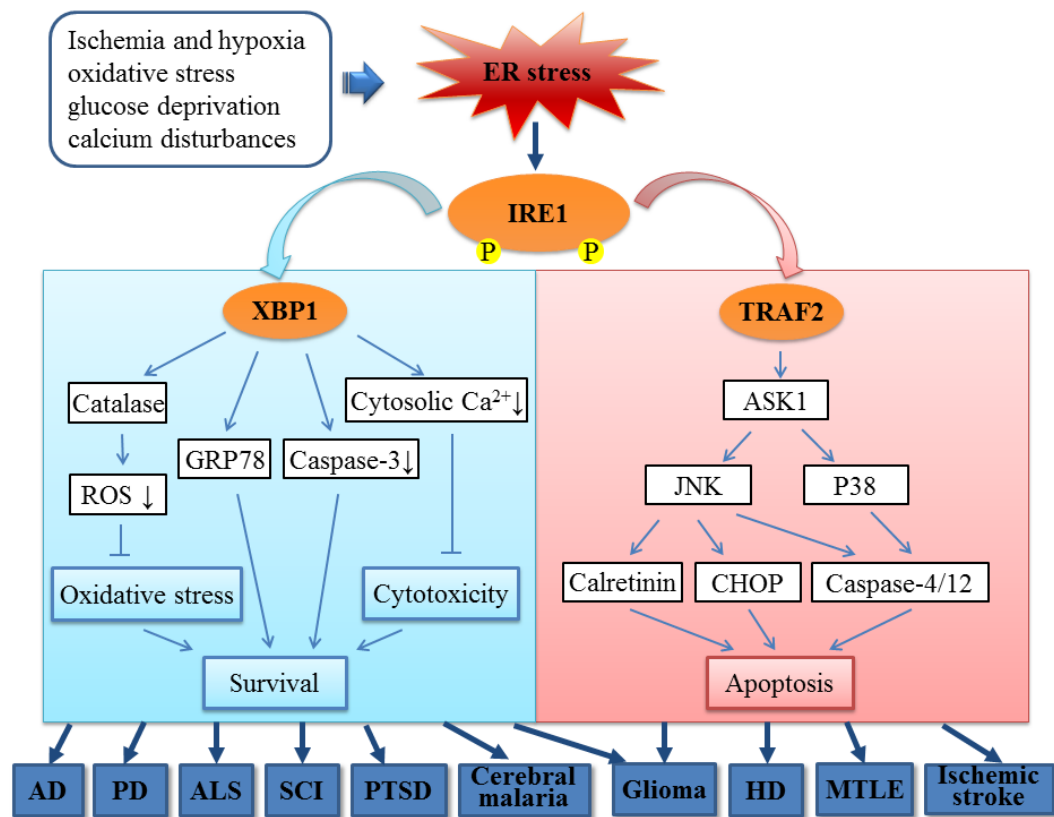 Ischemia and hypoxia
oxidative stress
glucose deprivation
calcium disturbances
ER stress
IRE1
P P
XBP1
TRAF2
Catalase
Cytosolic Ca²⁺↓
ASK1
GRP78
Caspase-3↓
ROS ↓
JNK
P38
Oxidative stress
Cytotoxicity
Calretinin
CHOP
Caspase-4/12
Survival
Apoptosis
AD
PD
ALS
SCI
PTSD
Cerebral
malaria
Glioma
HD
MTLE
Ischemic
stroke